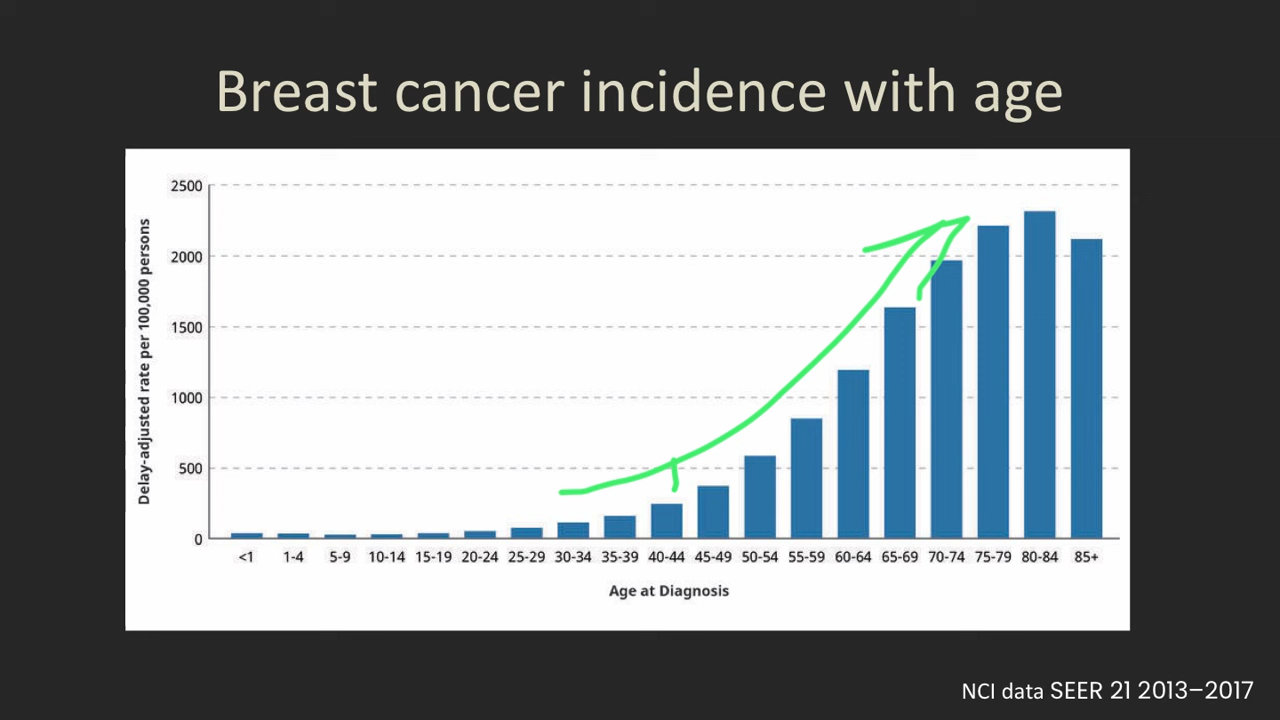 Breast cancer incidence with age
Delay-adjusted rate per 100,000 persons
2500
2000
1500
1000
500
0
<1 1-4 5-9 10-14 15-19 20-24 25-29 30-34 35-39 40-44 45-49 50-54 55-59 60-64 65-69 70-74 75-79 80-84 85+
Age at Diagnosis
NCI data SEER 21 2013–2017